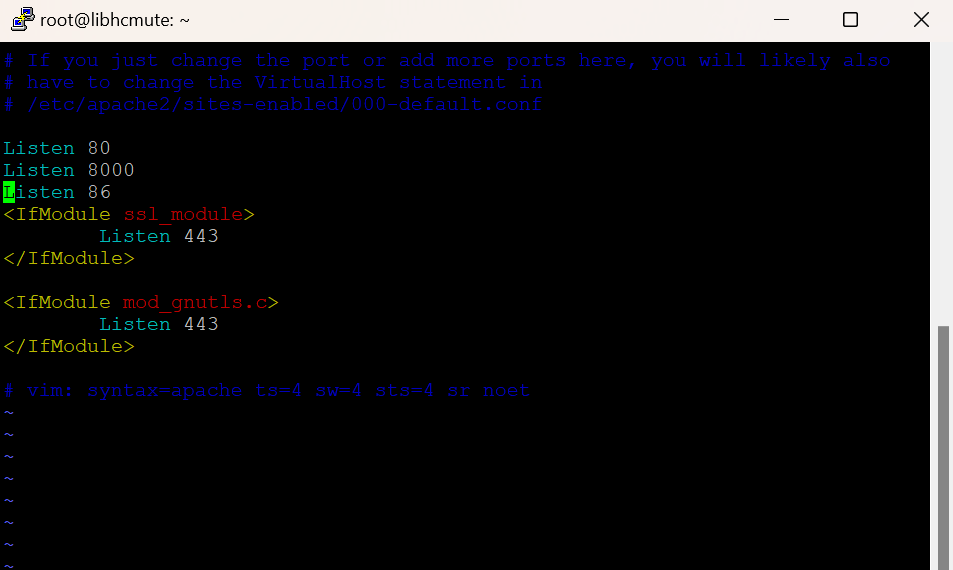 root@libhcmute: ~
# If you just change the port or add more ports here, you will likely also
# have to change the VirtualHost statement in
# /etc/apache2/sites-enabled/000-default.conf
Listen 80
Listen 8000
Listen 86
<IfModule ssl_module>
        Listen 443
</IfModule>
<IfModule mod_gnutls.c>
        Listen 443
</IfModule>
# vim: syntax=apache ts=4 sw=4 sts=4 sr noet
~
~
~
~
~
~
~
~